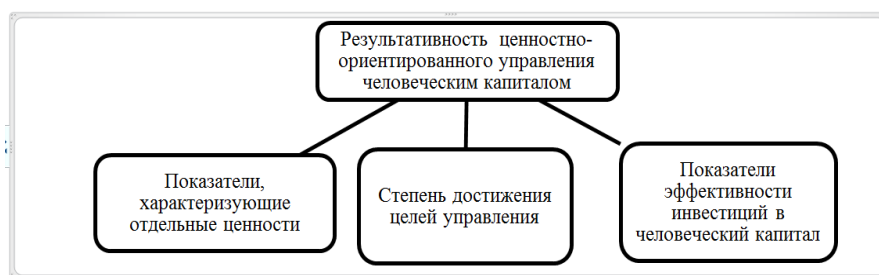 Результативность ценностно-
ориентированного управления
человеческим капиталом
Показатели,
характеризующие
отдельные ценности
Степень достижения
целей управления
Показатели
эффективности
инвестиций в
человеческий капитал